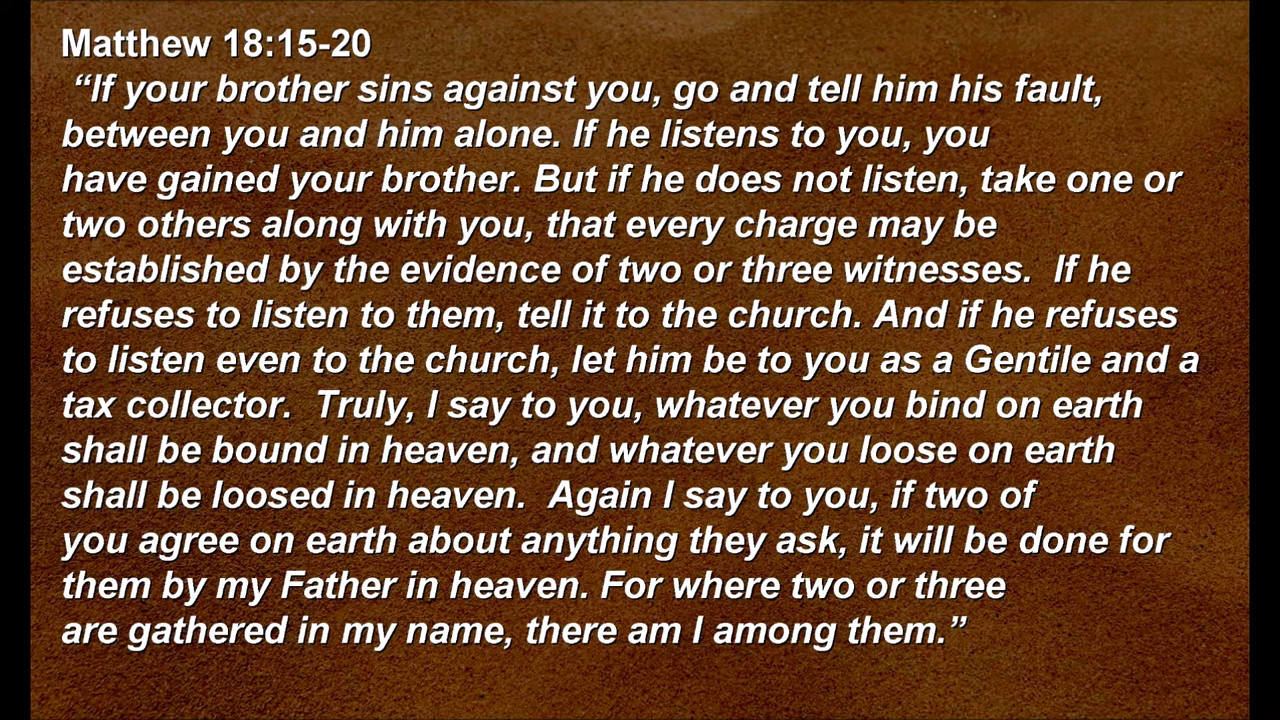 Matthew 18:15-20
“If your brother sins against you, go and tell him his fault,
between you and him alone. If he listens to you, you
have gained your brother. But if he does not listen, take one or
two others along with you, that every charge may be
established by the evidence of two or three witnesses.  If he
refuses to listen to them, tell it to the church. And if he refuses
to listen even to the church, let him be to you as a Gentile and a
tax collector.  Truly, I say to you, whatever you bind on earth
shall be bound in heaven, and whatever you loose on earth
shall be loosed in heaven.  Again I say to you, if two of
you agree on earth about anything they ask, it will be done for
them by my Father in heaven. For where two or three
are gathered in my name, there am I among them.”